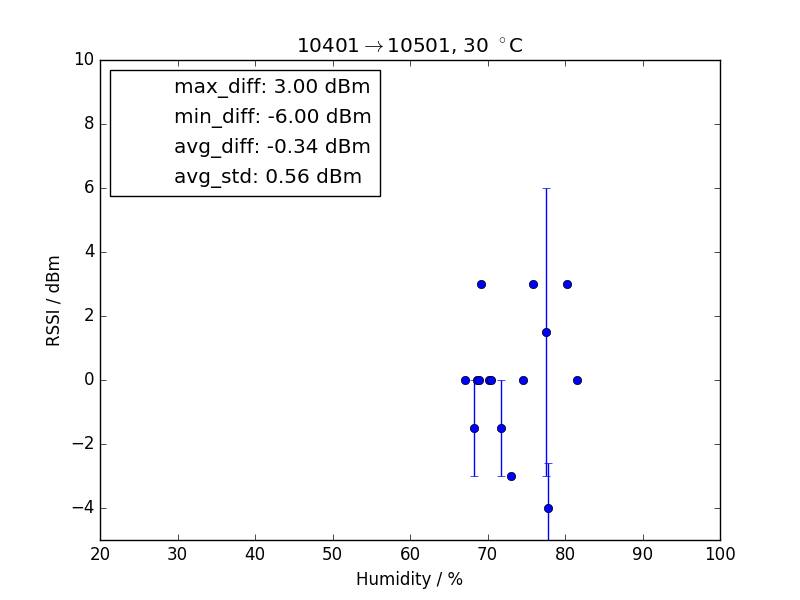 10401→10501, 30 °C
max_diff: 3.00 dBm
min_diff: -6.00 dBm
avg_diff: -0.34 dBm
avg_std: 0.56 dBm
10
8
6
4
2
0
−2
−4
RSSI / dBm
20 30 40 50 60 70 80 90 100
Humidity / %